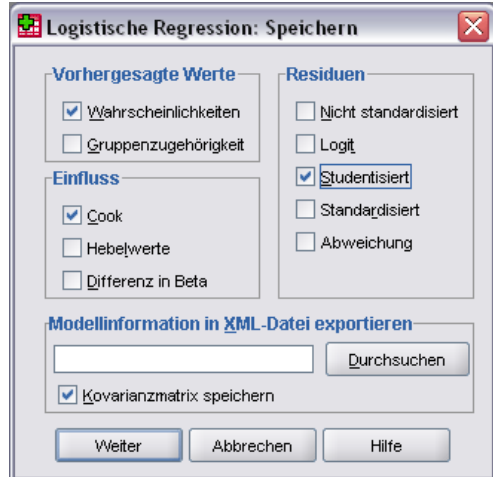 Logistische Regression: Speichern
Vorhergesagte Werte
Wahrscheinlichkeiten
Gruppenzugehörigkeit
Einfluss
Cook
Hebelwerte
Differenz in Beta
Residuen
Nicht standardisiert
Logit
Studentisiert
Standardisiert
Abweichung
Modellinformation in XML-Datei exportieren
Durchsuchen
Kovarianzmatrix speichern
Weiter
Abbrechen
Hilfe